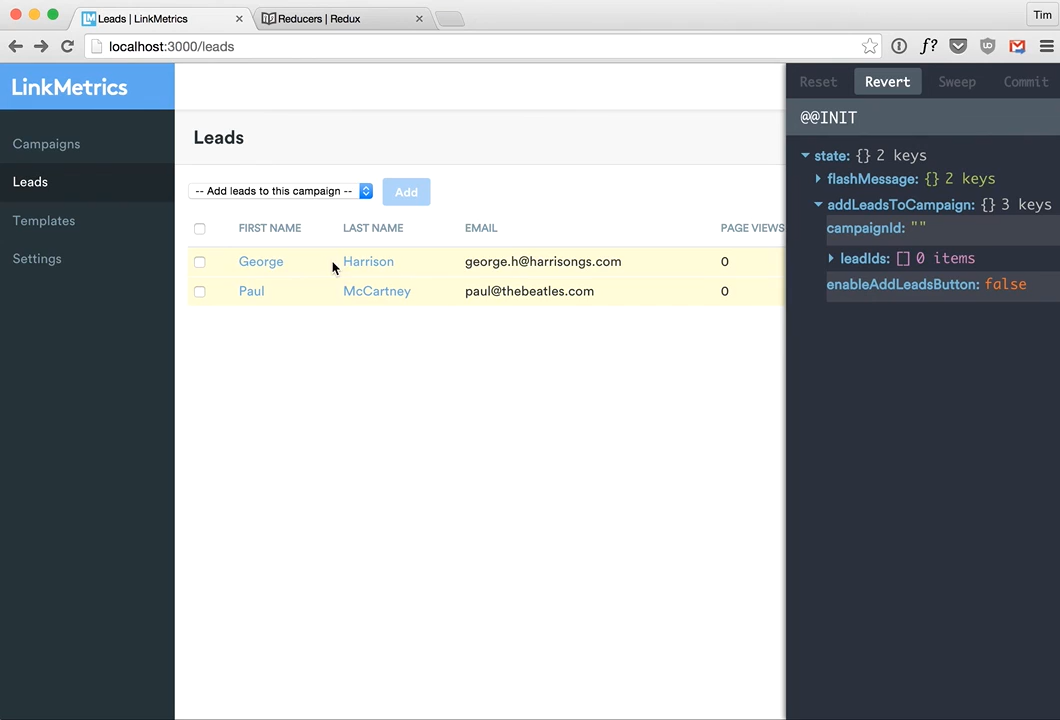 Leads | LinkMetrics
Reducers | Redux
Tim
localhost:3000/leads
f?
LinkMetrics
Campaigns
Leads
Templates
Settings
Leads
-- Add leads to this campaign --
Add
FIRST NAME LAST NAME EMAIL PAGE VIEWS
George Harrison george.h@harrisongs.com 0
Paul McCartney paul@thebeatles.com 0
Reset Revert Sweep Commit
@@INIT
state: {} 2 keys
flashMessage: {} 2 keys
addLeadsToCampaign: {} 3 keys
campaignId: ""
leadIds: [] 0 items
enableAddLeadsButton: false